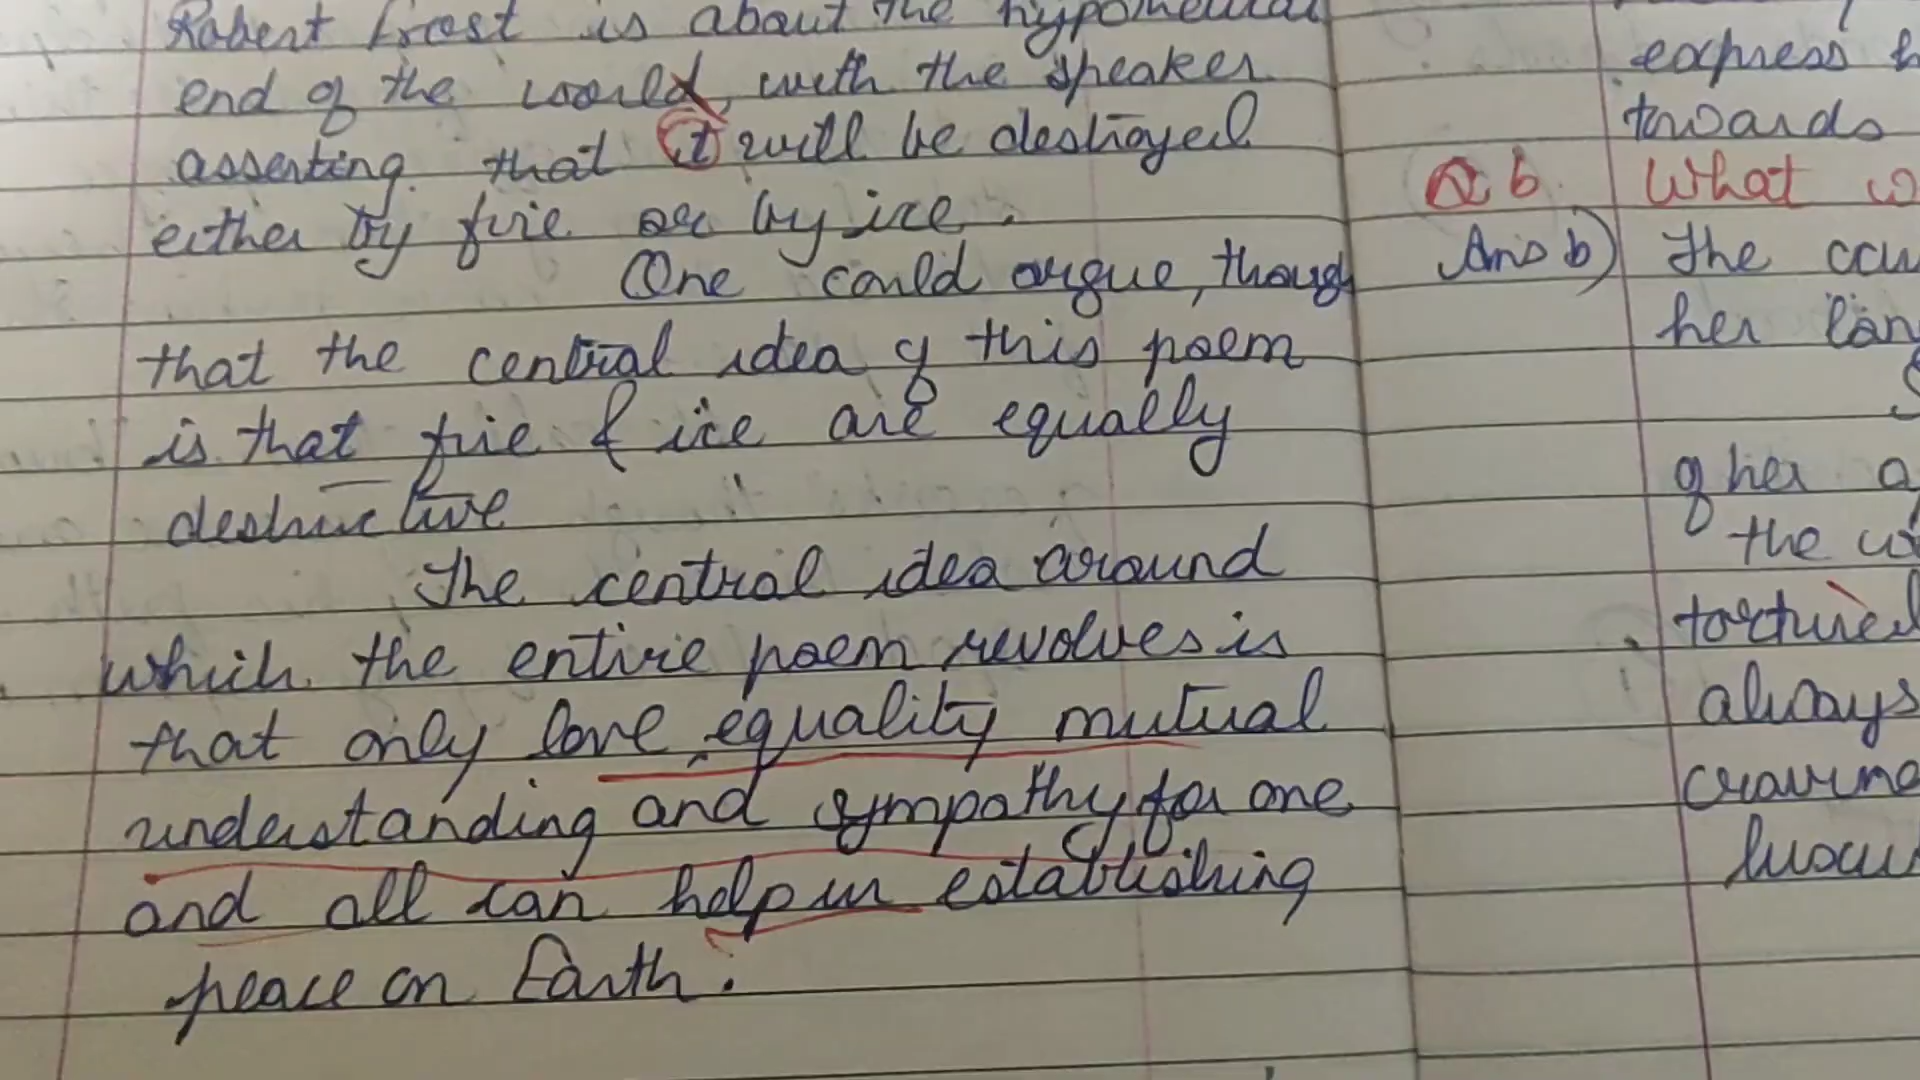 Robert Frost is about the hypothetical
end of the world, with the speaker
asserting that it will be destroyed
either by fire or by ice.
One could argue, though
that the central idea of this poem
is that fire & ice are equally
destructive
The central idea around
which the entire poem revolves is
that only love, equality mutual
understanding and sympathy for one
and all can help in establishing
peace on Earth.
express h
towards
Q b. What w
Ans b) The
her
of her a
the
tortured
always